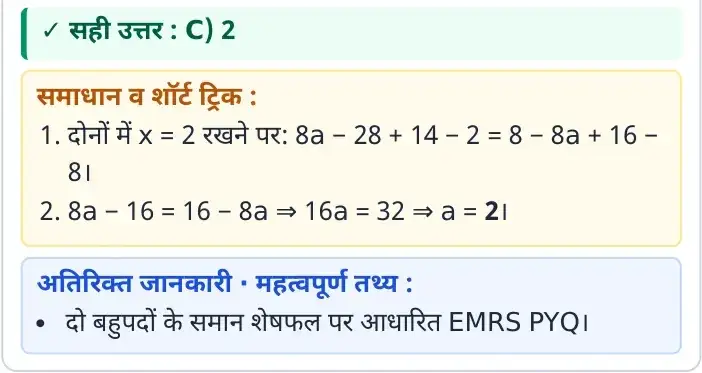 ✓ सही उत्तर : C) 2
समाधान व शॉर्ट ट्रिक :
1. दोनों में x = 2 रखने पर: 8a − 28 + 14 − 2 = 8 − 8a + 16 −
8।
2. 8a − 16 = 16 − 8a ⇒ 16a = 32 ⇒ a = 2।
अतिरिक्त जानकारी · महत्वपूर्ण तथ्य :
• दो बहुपदों के समान शेषफल पर आधारित EMRS PYQ।